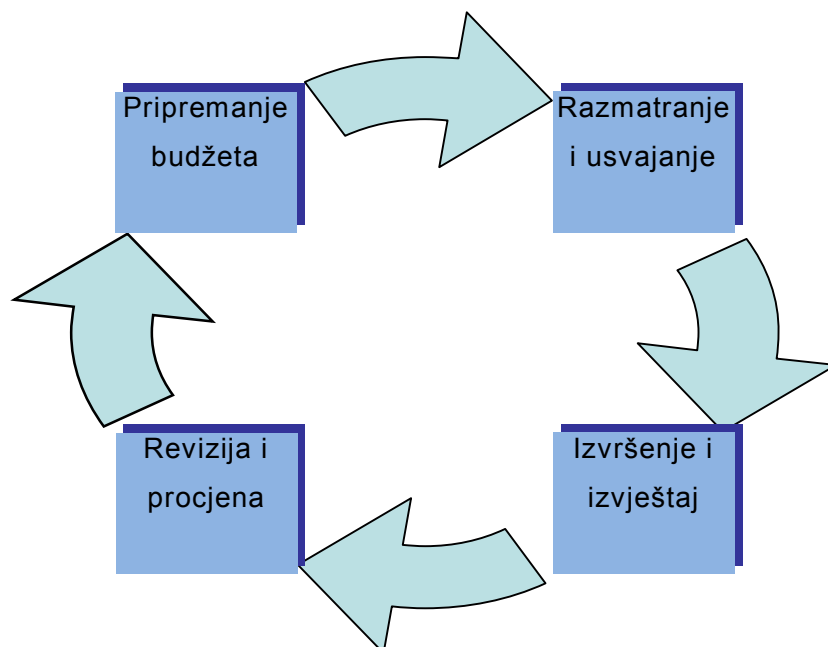 Pripremanje
budžeta
Razmatranje
i usvajanje
Revizija i
procjena
Izvršenje i
izvještaj